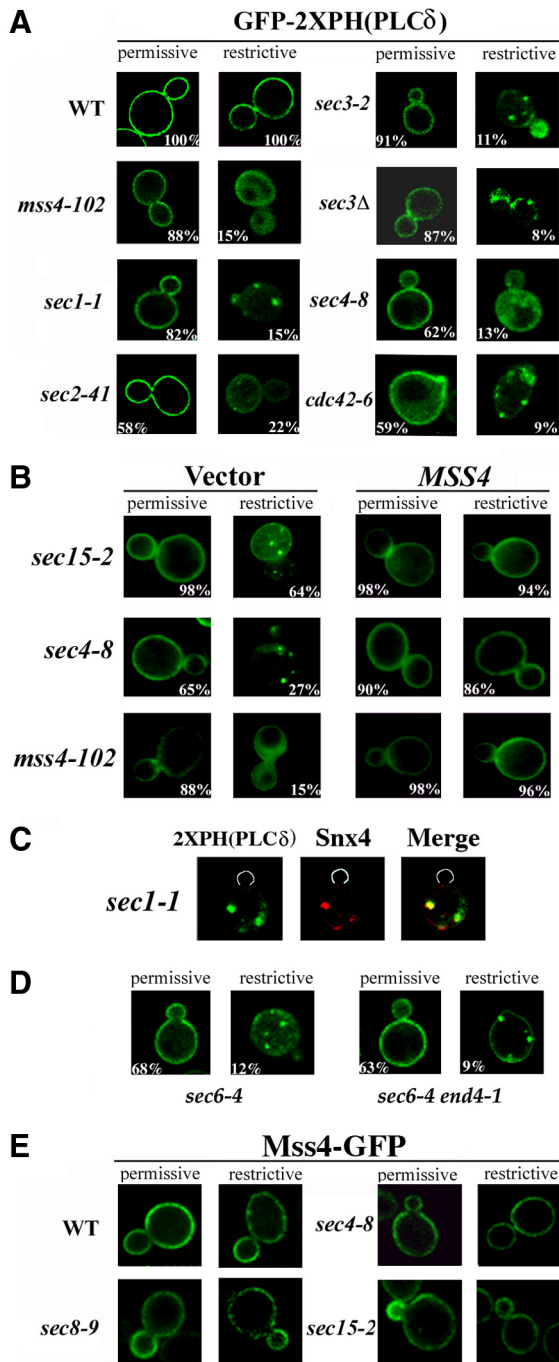 A
GFP-2XPH(PLCδ)
permissive restrictive permissive restrictive
WT 100% 100% sec3-2 91% 11%
mss4-102 88% 15% sec3Δ 87% 8%
sec1-1 82% 15% sec4-8 62% 13%
sec2-41 58% 22% cdc42-6 59% 9%
B
Vector MSS4
permissive restrictive permissive restrictive
sec15-2 98% 64% 98% 94%
sec4-8 65% 27% 90% 86%
mss4-102 88% 15% 98% 96%
C
2XPH(PLCδ) Snx4 Merge
sec1-1
D
permissive restrictive permissive restrictive
68% 12% 63% 9%
sec6-4 sec6-4 end4-1
E
Mss4-GFP
permissive restrictive permissive restrictive
WT sec4-8
sec8-9 sec15-2